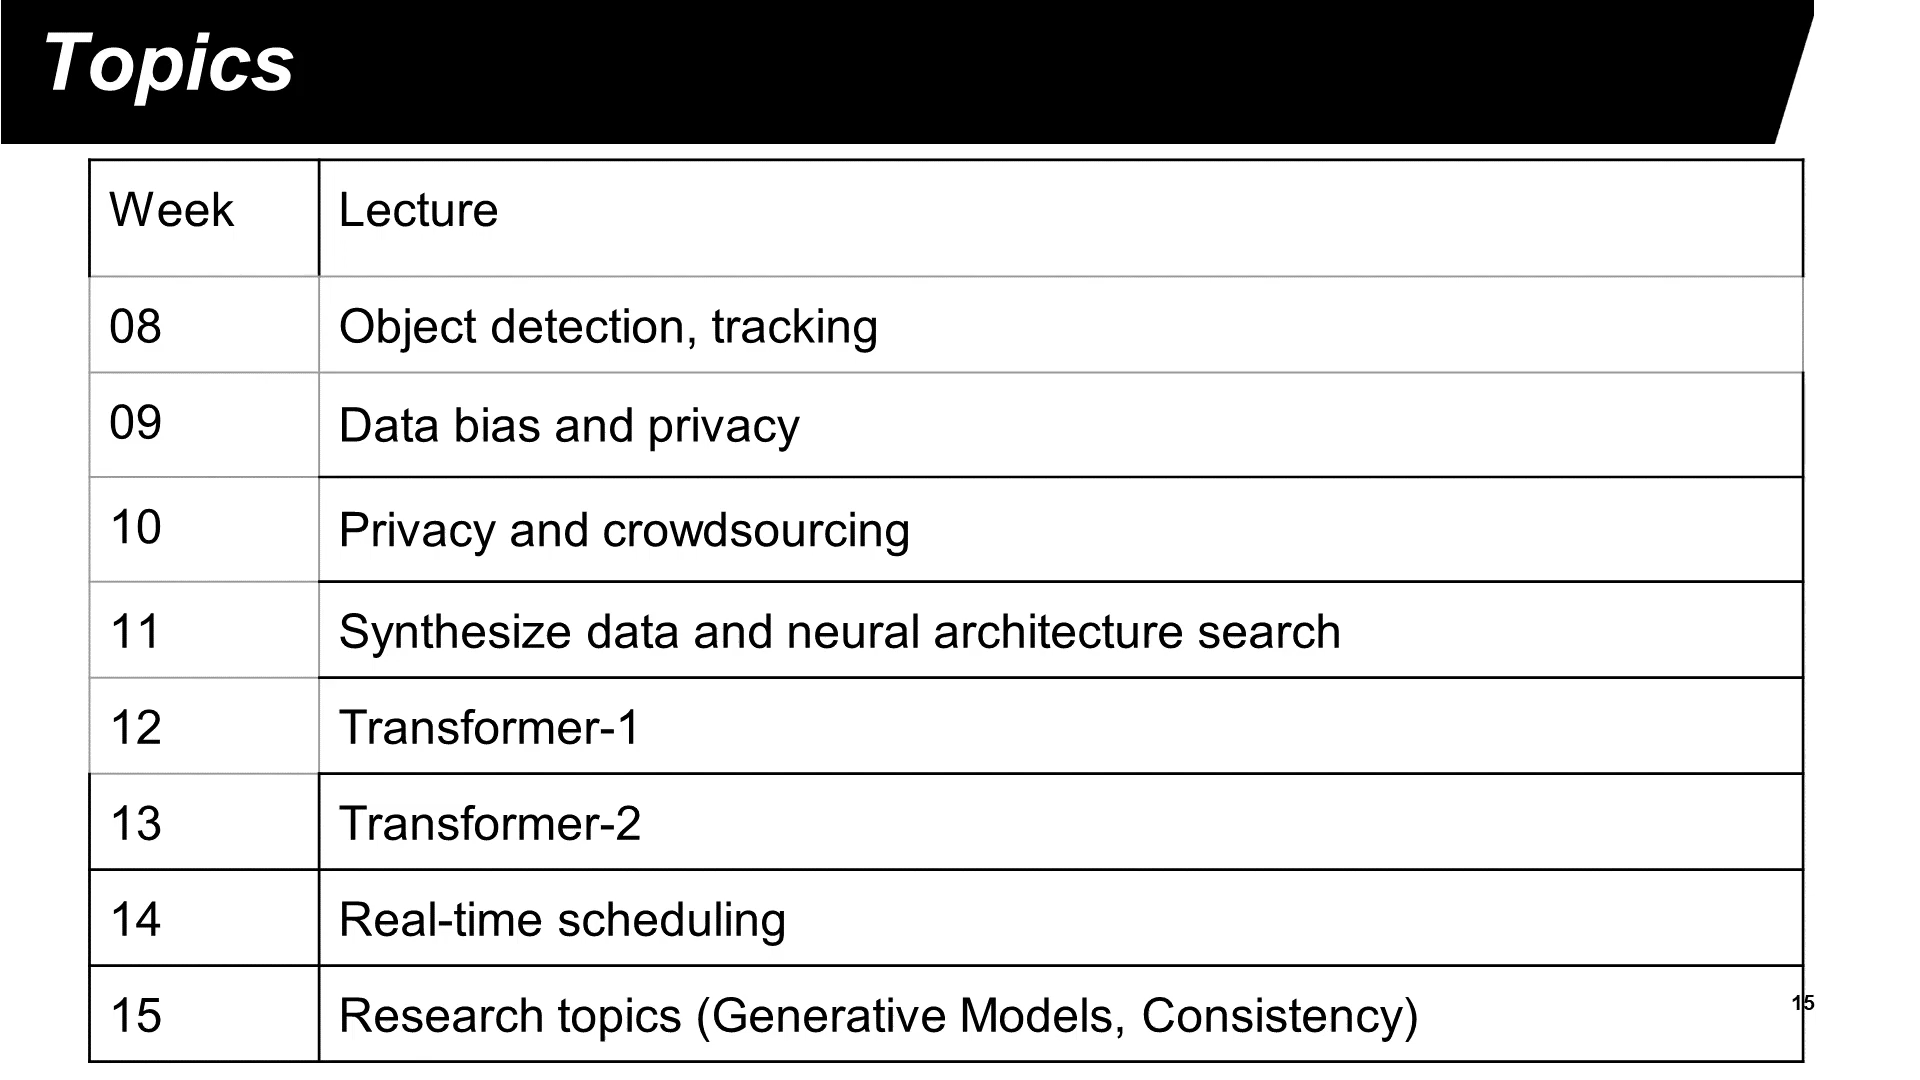 Topics
Week Lecture
08 Object detection, tracking
09 Data bias and privacy
10 Privacy and crowdsourcing
11 Synthesize data and neural architecture search
12 Transformer-1
13 Transformer-2
14 Real-time scheduling
15 Research topics (Generative Models, Consistency)
15